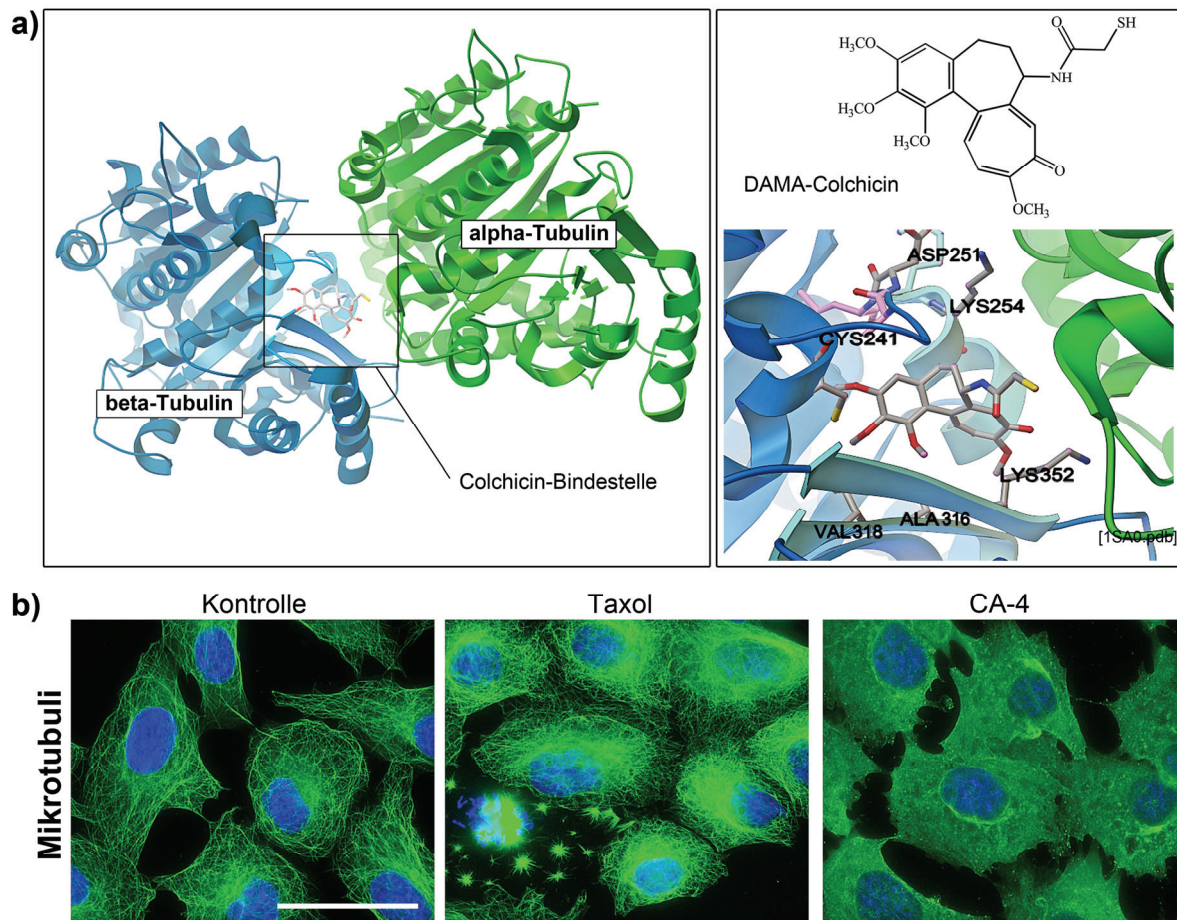 a)
beta-Tubulin
alpha-Tubulin
Colchicin-Bindestelle
SH
O
H₃CO
NH
H₃CO
H₃CO
O
OCH₃
DAMA-Colchicin
ASP251
LYS254
CYS241
LYS352
ALA316
VAL318
[1SA0.pdb]
b)
Kontrolle
Taxol
CA-4
Mikrotubuli